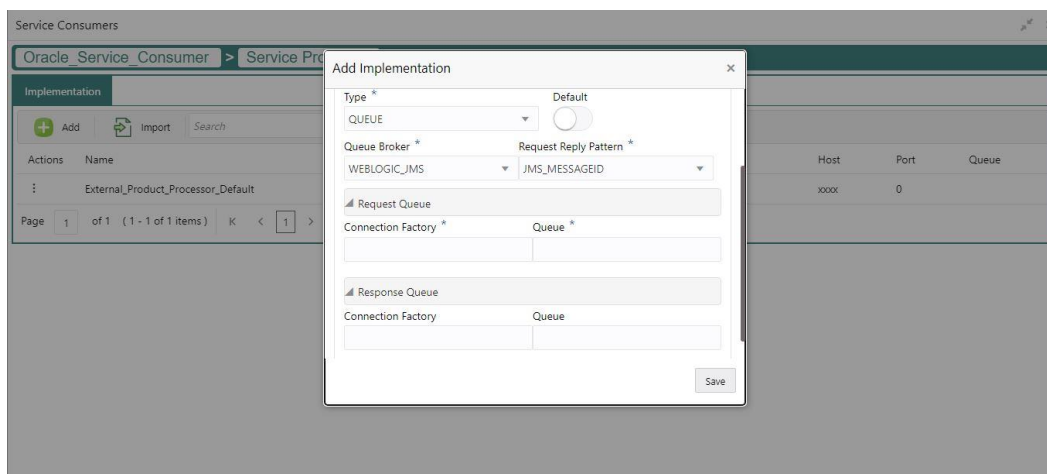 Service Consumers
Oracle_Service_Consumer > Service Pro
Implementation
Add Import Search
Actions Name Host Port Queue
External_Product_Processor_Default xxxx 0
Page 1 of 1 ( 1 - 1 of 1 items) K < 1 >
Add Implementation ×
Type * Default
QUEUE
Queue Broker * Request Reply Pattern *
WEBLOGIC_JMS JMS_MESSAGEID
Request Queue
Connection Factory * Queue *
Response Queue
Connection Factory Queue
Save